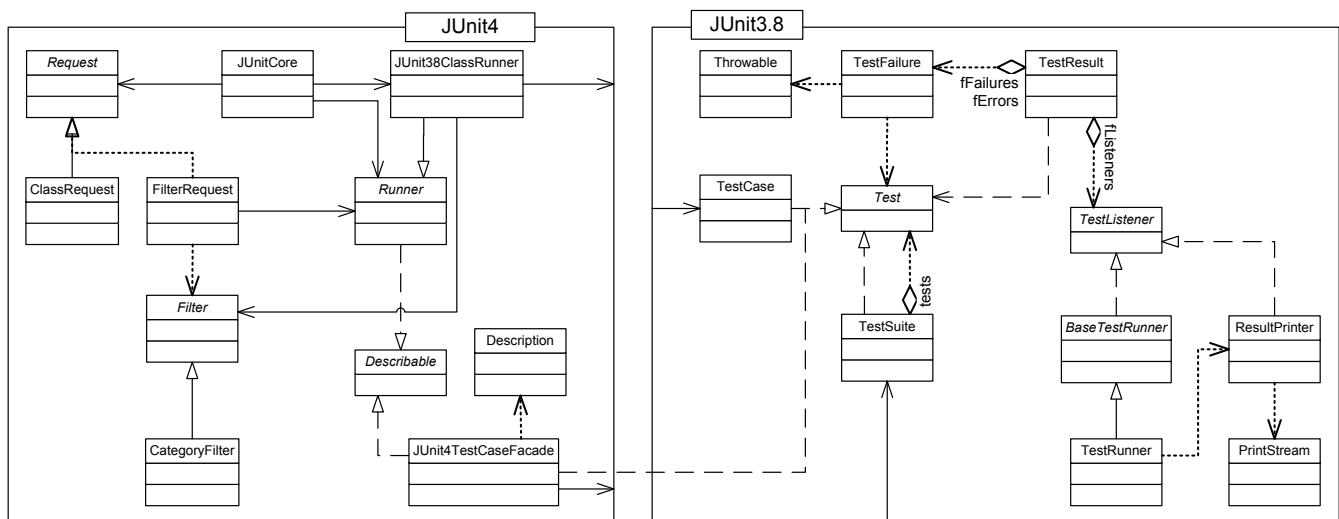 JUnit4
JUnit3.8
Request
JUnitCore
JUnit38ClassRunner
ClassRequest
FilterRequest
Runner
Filter
Describable
Description
CategoryFilter
JUnit4TestCaseFacade
Throwable
TestFailure
fFailures
fErrors
TestResult
fListeners
TestCase
Test
TestListener
tests
TestSuite
BaseTestRunner
ResultPrinter
TestRunner
PrintStream